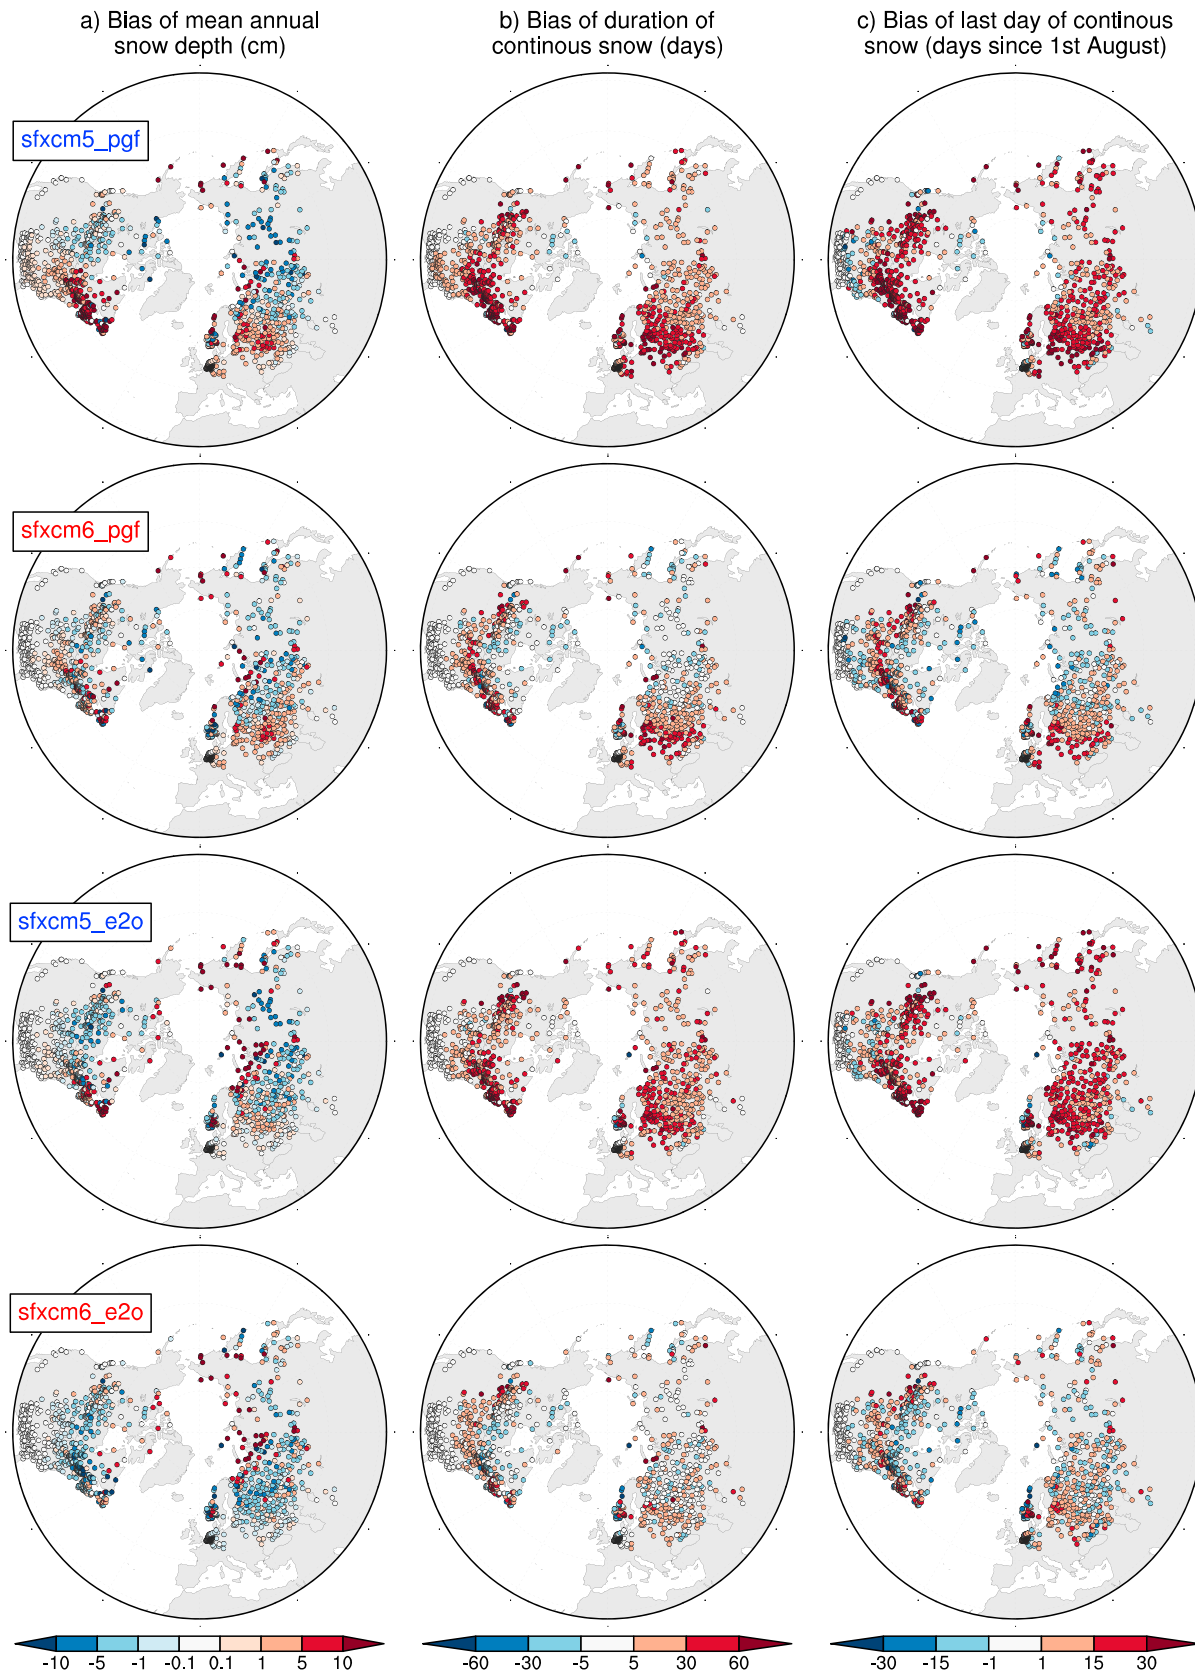 a) Bias of mean annual
snow depth (cm)
b) Bias of duration of
continous snow (days)
c) Bias of last day of continous
snow (days since 1st August)
sfxcm5_pgf
sfxcm6_pgf
sfxcm5_e2o
sfxcm6_e2o
-10 -5 -1 -0.1 0.1 1 5 10
-60 -30 -5 5 30 60
-30 -15 -1 1 15 30